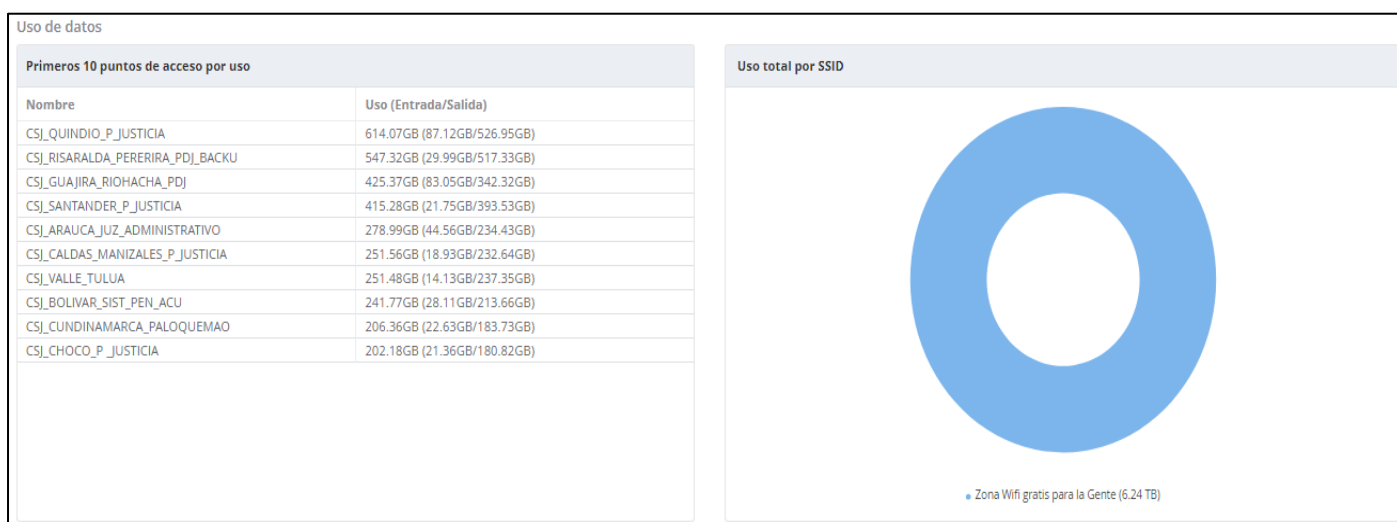 Uso de datos
Primeros 10 puntos de acceso por uso
Nombre Uso (Entrada/Salida)
CSJ_QUINDIO_P_JUSTICIA 614.07GB (87.12GB/526.95GB)
CSJ_RISARALDA_PERERIRA_PDJ_BACKU 547.32GB (29.99GB/517.33GB)
CSJ_GUAJIRA_RIOHACHA_PDJ 425.37GB (83.05GB/342.32GB)
CSJ_SANTANDER_P_JUSTICIA 415.28GB (21.75GB/393.53GB)
CSJ_ARAUCA_JUZ_ADMINISTRATIVO 278.99GB (44.56GB/234.43GB)
CSJ_CALDAS_MANIZALES_P_JUSTICIA 251.56GB (18.93GB/232.64GB)
CSJ_VALLE_TULUA 251.48GB (14.13GB/237.35GB)
CSJ_BOLIVAR_SIST_PEN_ACU 241.77GB (28.11GB/213.66GB)
CSJ_CUNDINAMARCA_PALOQUEMAO 206.36GB (22.63GB/183.73GB)
CSJ_CHOCO_P _JUSTICIA 202.18GB (21.36GB/180.82GB)
Uso total por SSID
Zona Wifi gratis para la Gente (6.24 TB)